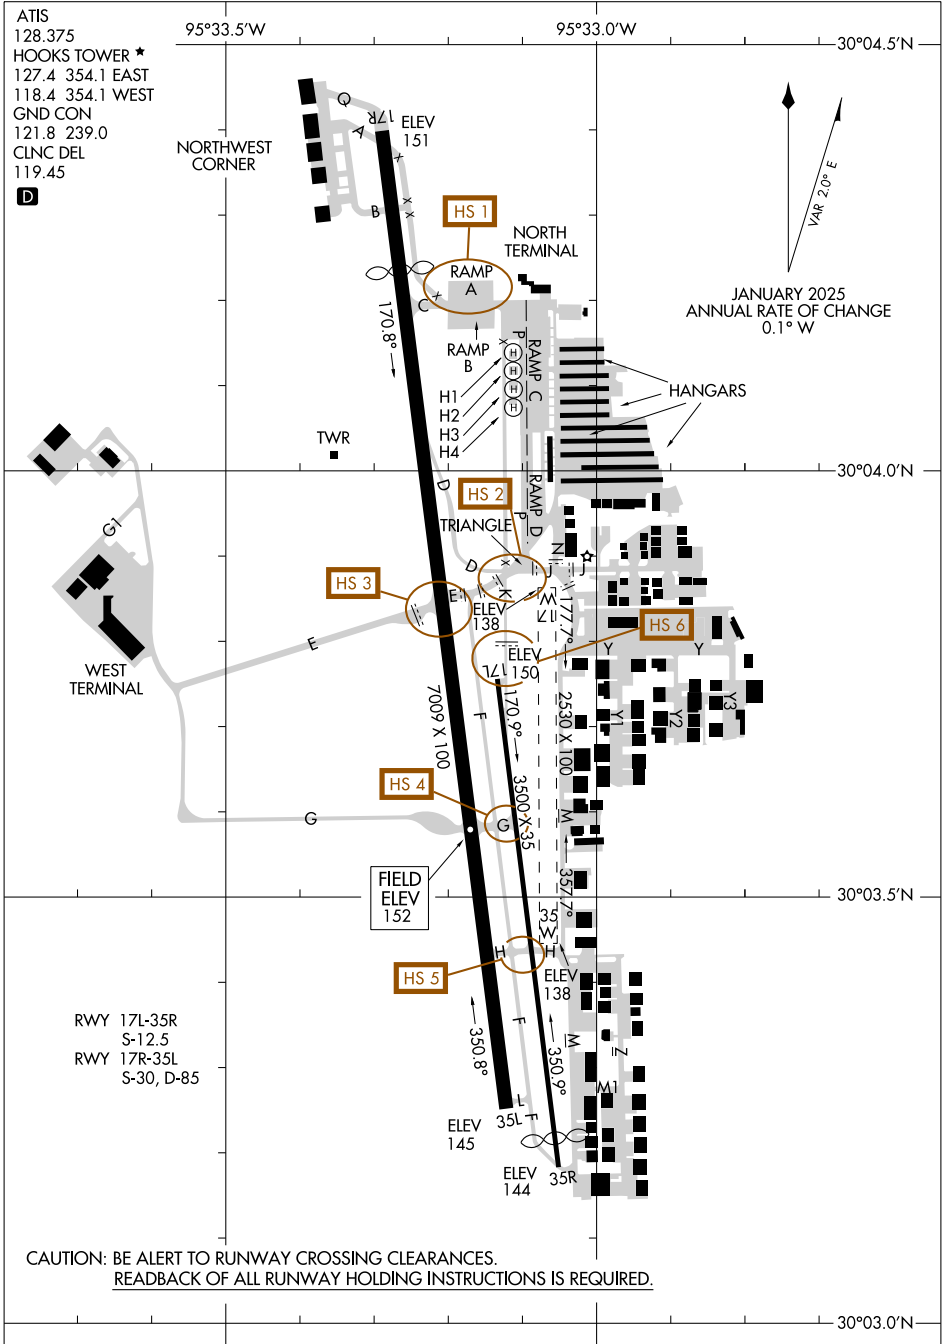 ATIS
128.375
HOOKS TOWER ★
127.4 354.1 EAST
118.4 354.1 WEST
GND CON
121.8 239.0
CLNC DEL
119.45
D
95°33.5'W
95°33.0'W
30°04.5'N
NORTHWEST
CORNER
Q
A
17R
ELEV
151
X
X
X
B
VAR 2.0° E
JANUARY 2025
ANNUAL RATE OF CHANGE
0.1° W
HS 1
NORTH
TERMINAL
RAMP
A
X
C
170.8°
RAMP
B
P
X
RAMP C
H
H
H
H
H1
H2
H3
H4
HANGARS
TWR
30°04.0'N
D
HS 2
P
RAMP D
TRIANGLE
G1
N
J
J
X
D
K
HS 3
E
ELEV
138
W
17
177.7°
HS 6
E
WEST
TERMINAL
ELEV
150
17L
Y
Y
Y1
Y2
Y3
7009 X 100
F
170.9°
2530 X 100
HS 4
3500 X 35
G
G
M
FIELD
ELEV
152
357.7°
30°03.5'N
35
W
H
H
HS 5
ELEV
138
RWY 17L-35R
S-12.5
RWY 17R-35L
S-30, D-85
F
350.8°
350.9°
M
Z
M1
L
F
35L
ELEV
145
ELEV
144
35R
CAUTION: BE ALERT TO RUNWAY CROSSING CLEARANCES.
READBACK OF ALL RUNWAY HOLDING INSTRUCTIONS IS REQUIRED.
30°03.0'N